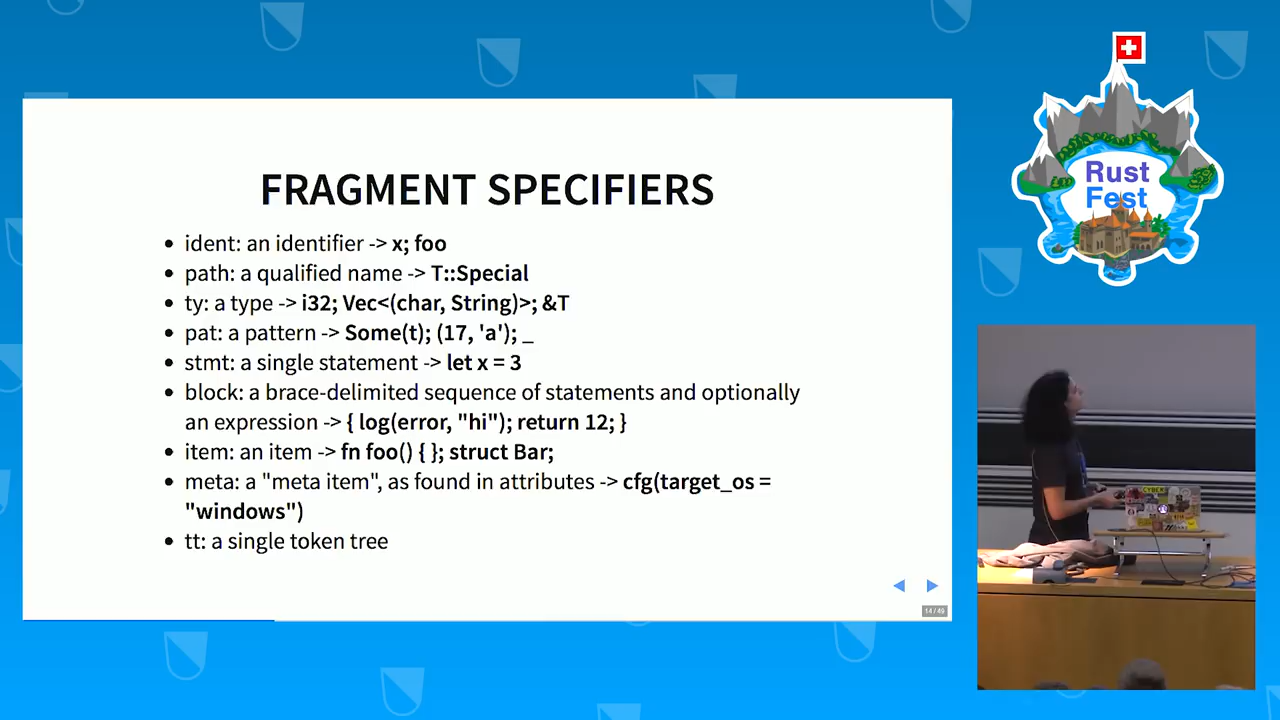 FRAGMENT SPECIFIERS
ident: an identifier -> x; foo
path: a qualified name -> T::Special
ty: a type -> i32; Vec<(char, String)>; &T
pat: a pattern -> Some(t); (17, 'a'); _
stmt: a single statement -> let x = 3
block: a brace-delimited sequence of statements and optionally
an expression -> { log(error, "hi"); return 12; }
item: an item -> fn foo() { }; struct Bar;
meta: a "meta item", as found in attributes -> cfg(target_os =
"windows")
tt: a single token tree
14 / 49
Rust
Fest
CYBER